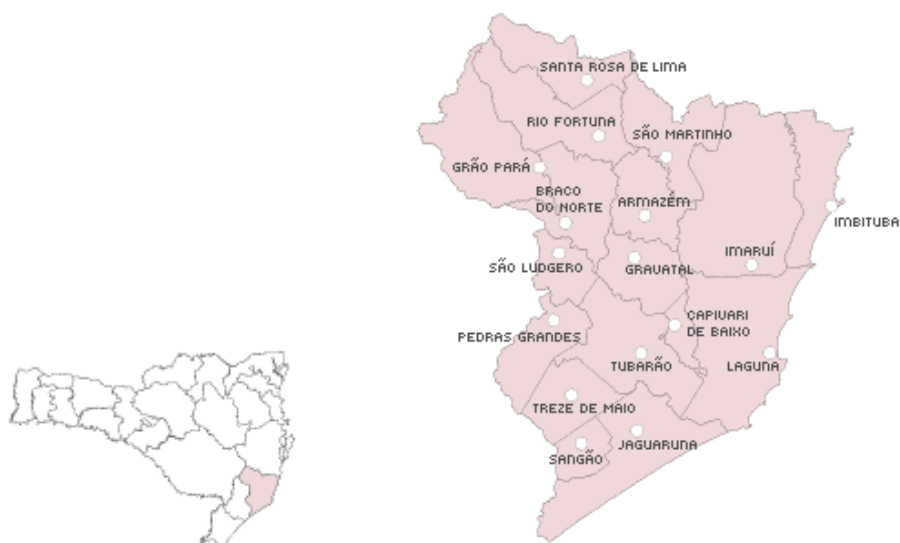 SANTA ROSA DE LIMA
RIO FORTUNA
SÃO MARTINHO
GRÃO PARÁ
BRACO
DO NORTE
ARMAZÉM
IMBITUBA
IMARUÍ
SÃO LUDGERO
GRAVATAL
CAPIVARI
DE BAIXO
PEDRAS GRANDES
TUBARÃO
LAGUNA
TREZE DE MAIO
JAGUARUNA
SANGÃO